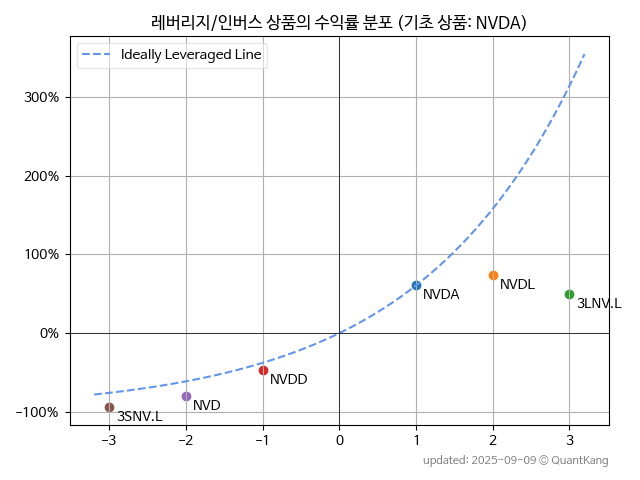 레버리지/인버스 상품의 수익률 분포 (기초 상품: NVDA)
Ideally Leveraged Line
300%
200%
100%
0%
−100%
NVDA
NVDL
3LNV.L
NVDD
NVD
3SNV.L
−3 −2 −1 0 1 2 3
updated: 2025-09-09 © QuantKang